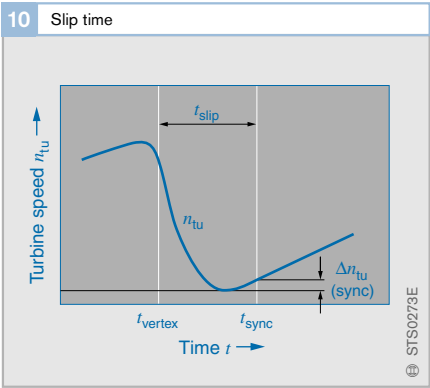 10 Slip time
t_slip
Turbine speed n_tu
n_tu
Δn_tu
(sync)
t_vertex
t_sync
Time t
STS0273E